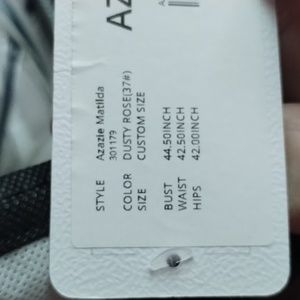 AZ
A
STYLE Azazie Matilda
301179
COLOR DUSTY ROSE(37#)
SIZE CUSTOM SIZE
BUST 44.50INCH
WAIST 42.50INCH
HIPS 42.00INCH